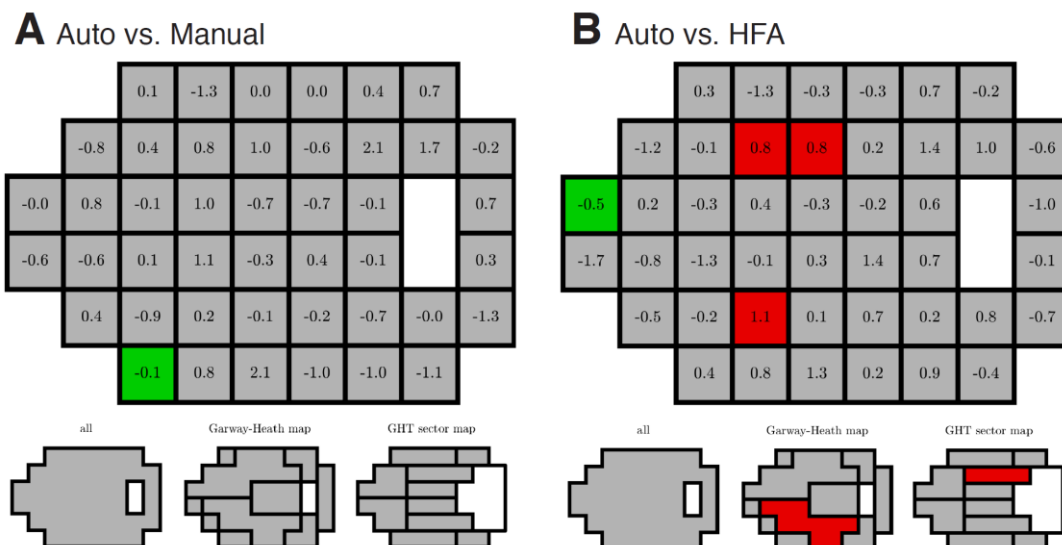 A Auto vs. Manual
0.1 -1.3 0.0 0.0 0.4 0.7
-0.8 0.4 0.8 1.0 -0.6 2.1 1.7 -0.2
-0.0 0.8 -0.1 1.0 -0.7 -0.7 -0.1 0.7
-0.6 -0.6 0.1 1.1 -0.3 0.4 -0.1 0.3
0.4 -0.9 0.2 -0.1 -0.2 -0.7 -0.0 -1.3
-0.1 0.8 2.1 -1.0 -1.0 -1.1
all Garway-Heath map GHT sector map
B Auto vs. HFA
0.3 -1.3 -0.3 -0.3 0.7 -0.2
-1.2 -0.1 0.8 0.8 0.2 1.4 1.0 -0.6
-0.5 0.2 -0.3 0.4 -0.3 -0.2 0.6 -1.0
-1.7 -0.8 -1.3 -0.1 0.3 1.4 0.7 -0.1
-0.5 -0.2 1.1 0.1 0.7 0.2 0.8 -0.7
0.4 0.8 1.3 0.2 0.9 -0.4
all Garway-Heath map GHT sector map